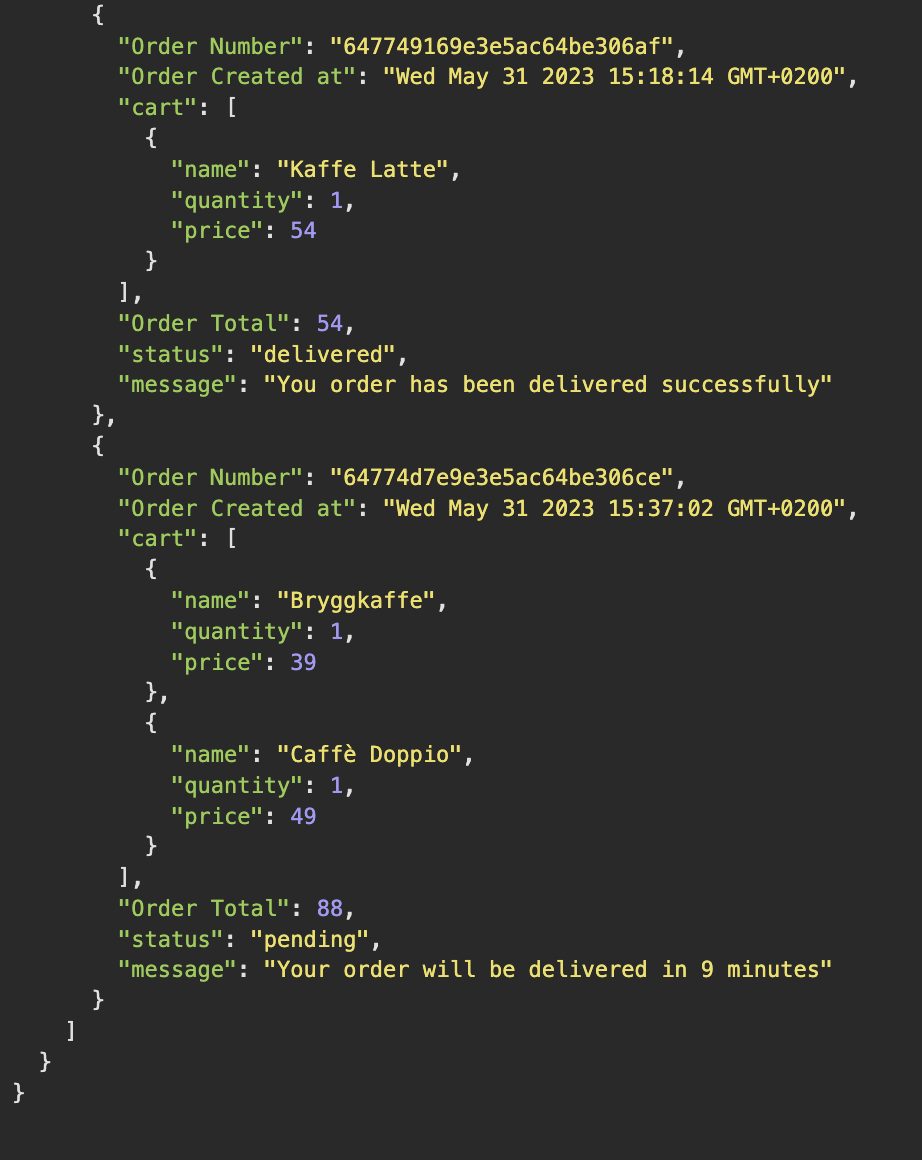 {
"Order Number": "647749169e3e5ac64be306af",
"Order Created at": "Wed May 31 2023 15:18:14 GMT+0200",
"cart": [
{
"name": "Kaffe Latte",
"quantity": 1,
"price": 54
}
],
"Order Total": 54,
"status": "delivered",
"message": "You order has been delivered successfully"
},
{
"Order Number": "64774d7e9e3e5ac64be306ce",
"Order Created at": "Wed May 31 2023 15:37:02 GMT+0200",
"cart": [
{
"name": "Bryggkaffe",
"quantity": 1,
"price": 39
},
{
"name": "Caffè Doppio",
"quantity": 1,
"price": 49
}
],
"Order Total": 88,
"status": "pending",
"message": "Your order will be delivered in 9 minutes"
}
]
}
}